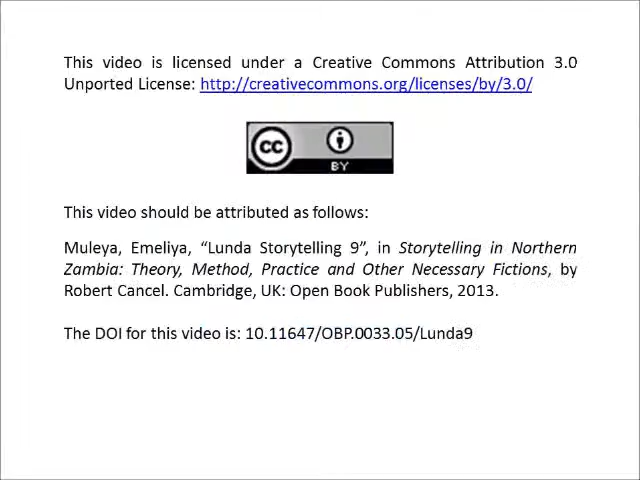 This video is licensed under a Creative Commons Attribution 3.0
Unported License: http://creativecommons.org/licenses/by/3.0/
cc
BY
This video should be attributed as follows:
Muleya, Emeliya, “Lunda Storytelling 9”, in Storytelling in Northern
Zambia: Theory, Method, Practice and Other Necessary Fictions, by
Robert Cancel. Cambridge, UK: Open Book Publishers, 2013.
The DOI for this video is: 10.11647/OBP.0033.05/Lunda9